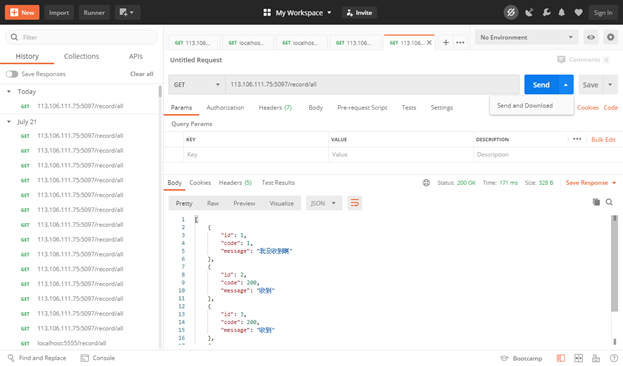 New
Import
Runner
My Workspace
Invite
Sign In
Filter
History
Collections
APIs
Save Responses
Clear all
Today
GET 113.106.111.75:5097/record/all
July 21
GET 113.106.111.75:5097/record/all
GET 113.106.111.75:5097/record/all
GET 113.106.111.75:5097/record/all
GET 113.106.111.75:5097/record/all
GET 113.106.111.75:5097/record/all
GET 113.106.111.75:5097/record/all
GET 113.106.111.75:5097/record/all
GET 113.106.111.75:5097/record/all
GET 113.106.111.75:5097/record/all
GET 113.106.111.75:5097/record/all
GET 113.106.111.75:5097/record/all
GET 113.106.111.75:5097/record/all
GET 113.106.111.75:5097/record/all
GET 113.106.111.75:5097/record/all
GET localhost:5555/record/all
Find and Replace
Console
GET 113.106...
GET localhos...
GET localhos...
GET 113.106...
GET 113.106...
No Environment
Untitled Request
Comments 0
GET
113.106.111.75:5097/record/all
Send
Save
Send and Download
Params
Authorization
Headers (7)
Body
Pre-request Script
Tests
Settings
Cookies
Code
Query Params
KEY
VALUE
DESCRIPTION
Bulk Edit
Key
Value
Description
Body
Cookies
Headers (5)
Test Results
Status: 200 OK
Time: 171 ms
Size: 328 B
Save Response
Pretty
Raw
Preview
Visualize
JSON
1 [
2 {
3 "id": 1,
4 "code": 1,
5 "message": "我没收到啊"
6 },
7 {
8 "id": 2,
9 "code": 200,
10 "message": "收到"
11 },
12 {
13 "id": 3,
14 "code": 200,
15 "message": "收到"
16 },
Bootcamp